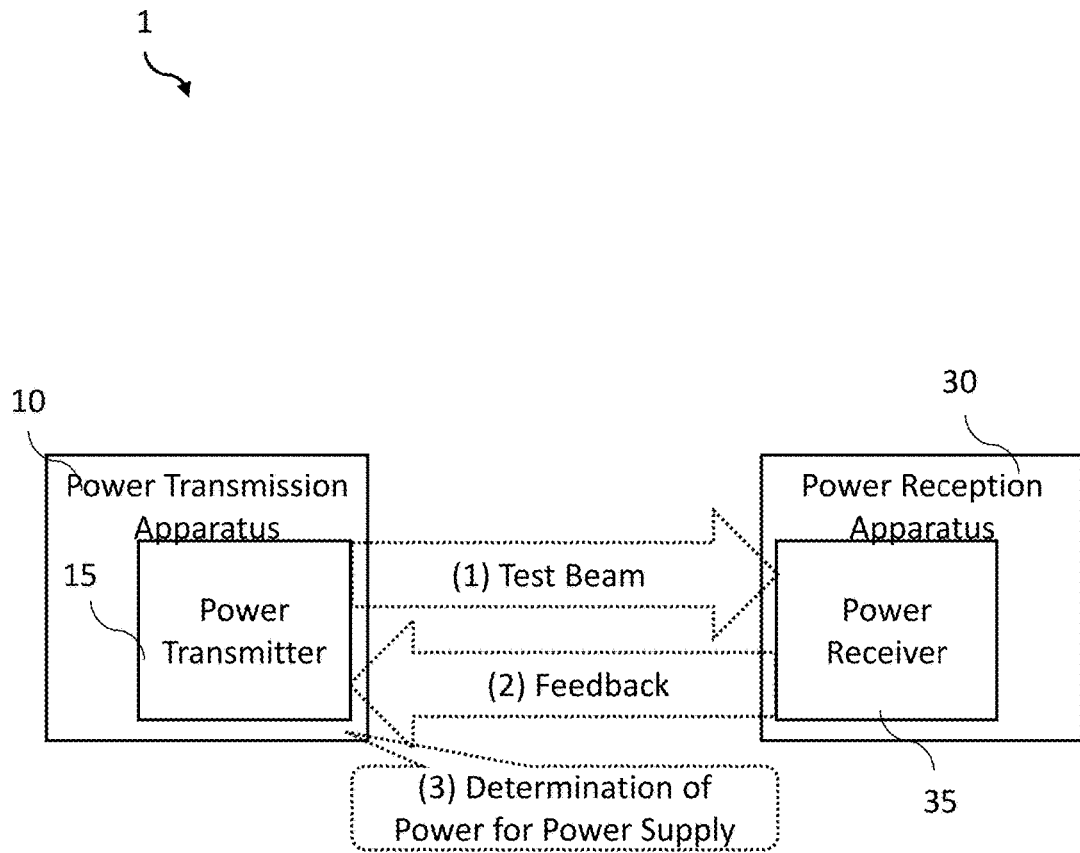 1
10
30
Power Transmission
Apparatus
Power Reception
Apparatus
15
Power
Transmitter
(1) Test Beam
(2) Feedback
Power
Receiver
(3) Determination of
Power for Power Supply
35